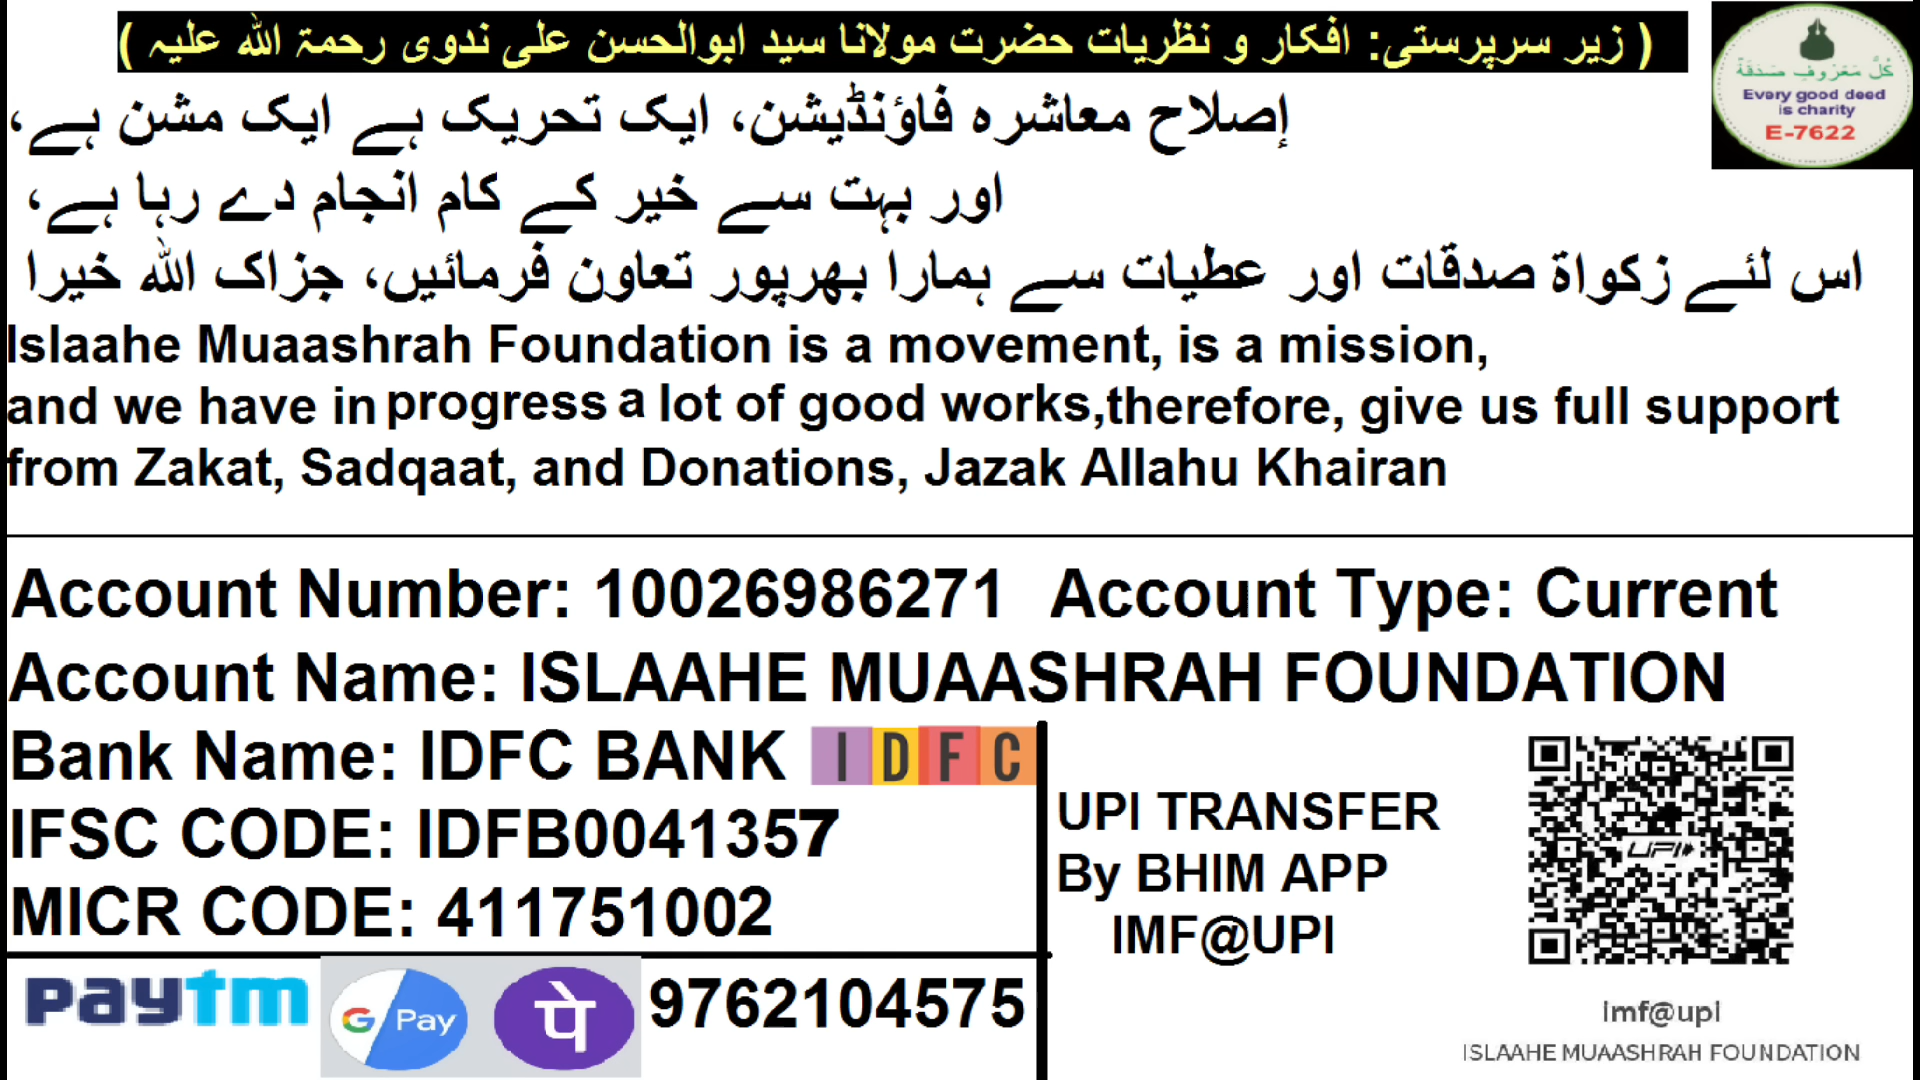 ( زیر سرپرستی: افکار و نظریات حضرت مولانا سید ابوالحسن علی ندوی رحمۃ اللہ علیہ )
كُلُّ مَعْرُوفٍ صَدَقَةٌ
Every good deed
is charity
E-7622
إصلاح معاشرہ فاؤنڈیشن، ایک تحریک ہے ایک مشن ہے،
اور بہت سے خیر کے کام انجام دے رہا ہے،
اس لئے زکواۃ صدقات اور عطیات سے ہمارا بھرپور تعاون فرمائیں، جزاک اللہ خیرا
Islaahe Muaashrah Foundation is a movement, is a mission,
and we have in progress a lot of good works,therefore, give us full support
from Zakat, Sadqaat, and Donations, Jazak Allahu Khairan
Account Number: 10026986271 Account Type: Current
Account Name: ISLAAHE MUAASHRAH FOUNDATION
Bank Name: IDFC BANK IDFC
IFSC CODE: IDFB0041357
MICR CODE: 411751002
paytm G Pay पे 9762104575
UPI TRANSFER
By BHIM APP
IMF@UPI
UPI
imf@upi
ISLAAHE MUAASHRAH FOUNDATION